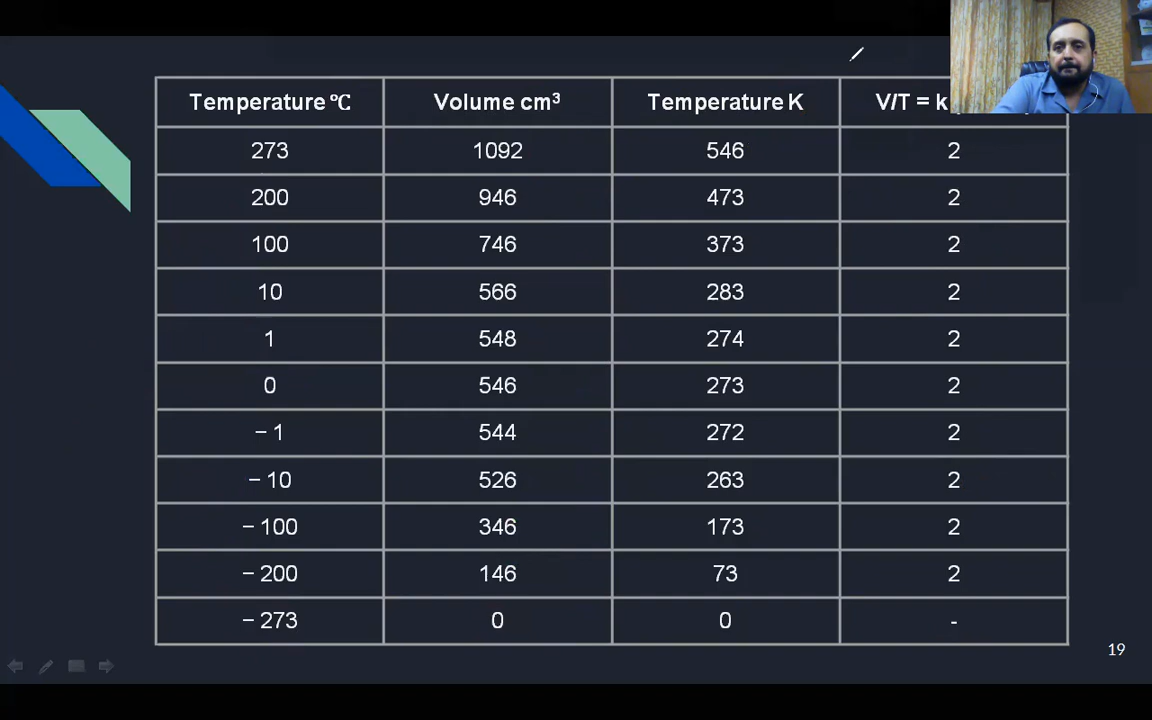 Temperature ℃ Volume cm³ Temperature K V/T = k
273 1092 546 2
200 946 473 2
100 746 373 2
10 566 283 2
1 548 274 2
0 546 273 2
− 1 544 272 2
− 10 526 263 2
− 100 346 173 2
− 200 146 73 2
− 273 0 0 -
19